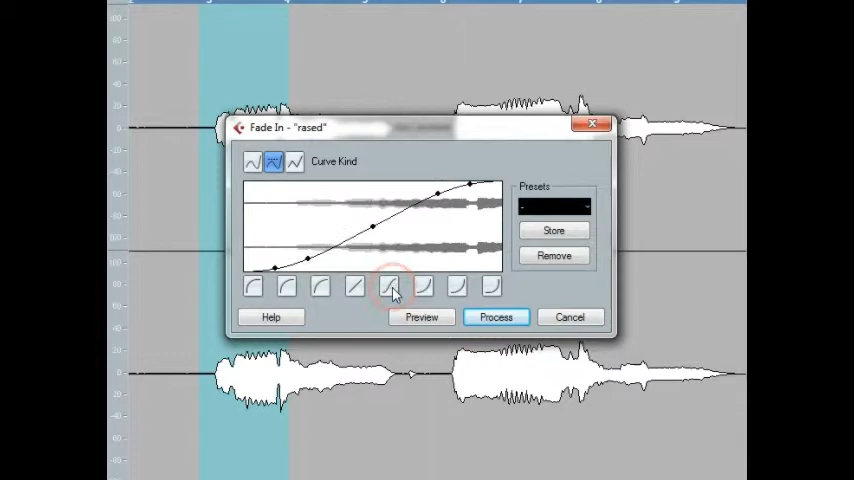 Fade In - "rased"
Curve Kind
Presets
-
Store
Remove
Help
Preview
Process
Cancel